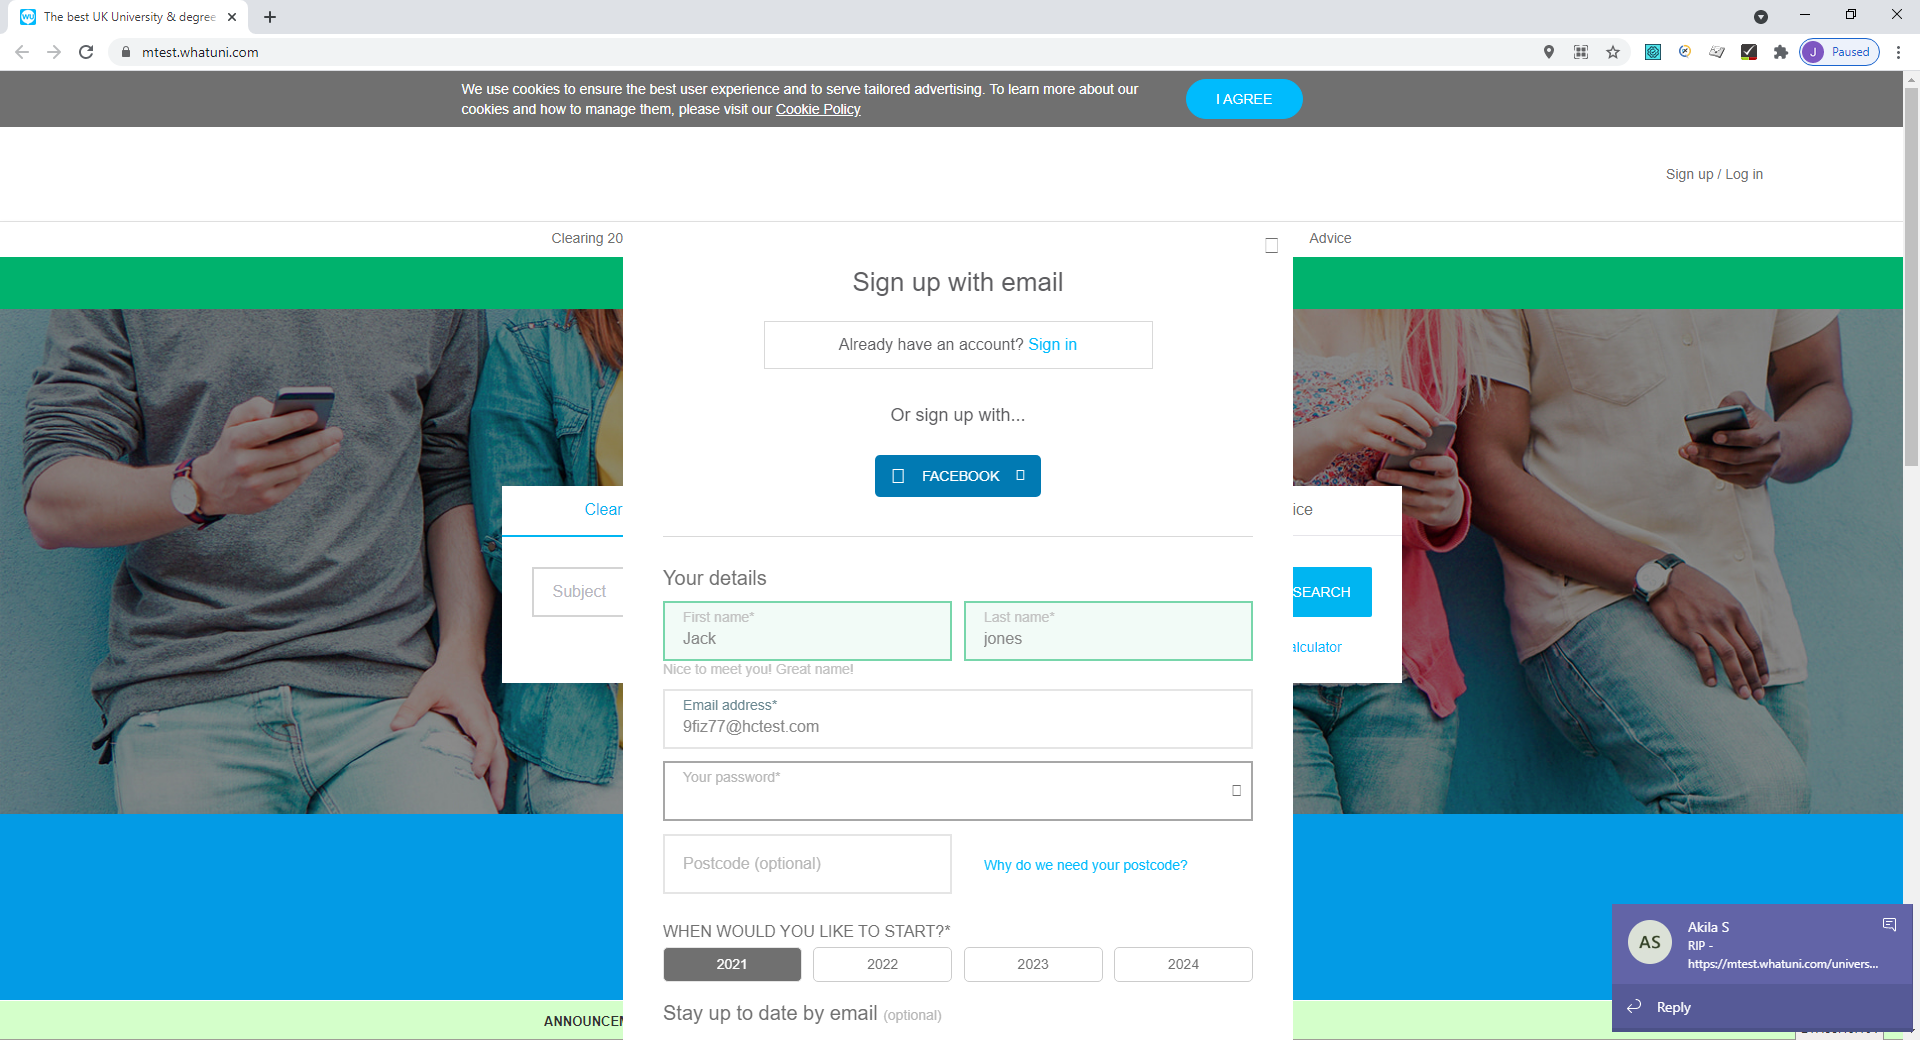 The best UK University & degree
mtest.whatuni.com
J Paused
We use cookies to ensure the best user experience and to serve tailored advertising. To learn more about our
cookies and how to manage them, please visit our Cookie Policy
I AGREE
Sign up / Log in
Clearing 20
Advice
Sign up with email
Already have an account? Sign in
Or sign up with...
FACEBOOK
Clear
ice
Subject
SEARCH
alculator
Your details
First name*
Jack
Last name*
jones
Nice to meet you! Great name!
Email address*
9fiz77@hctest.com
Your password*
Postcode (optional)
Why do we need your postcode?
WHEN WOULD YOU LIKE TO START?*
2021
2022
2023
2024
Stay up to date by email (optional)
ANNOUNCEM
AS
Akila S
RIP -
https://mtest.whatuni.com/univers...
Reply